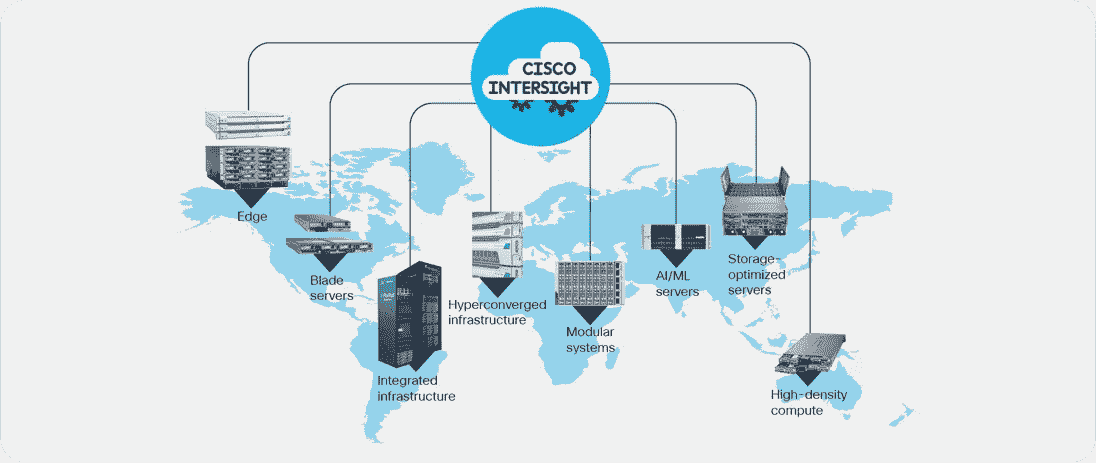 CISCO
INTERSIGHT
Edge
Blade
servers
Integrated
infrastructure
Hyperconverged
infrastructure
Modular
systems
AI/ML
servers
Storage-
optimized
servers
High-density
compute